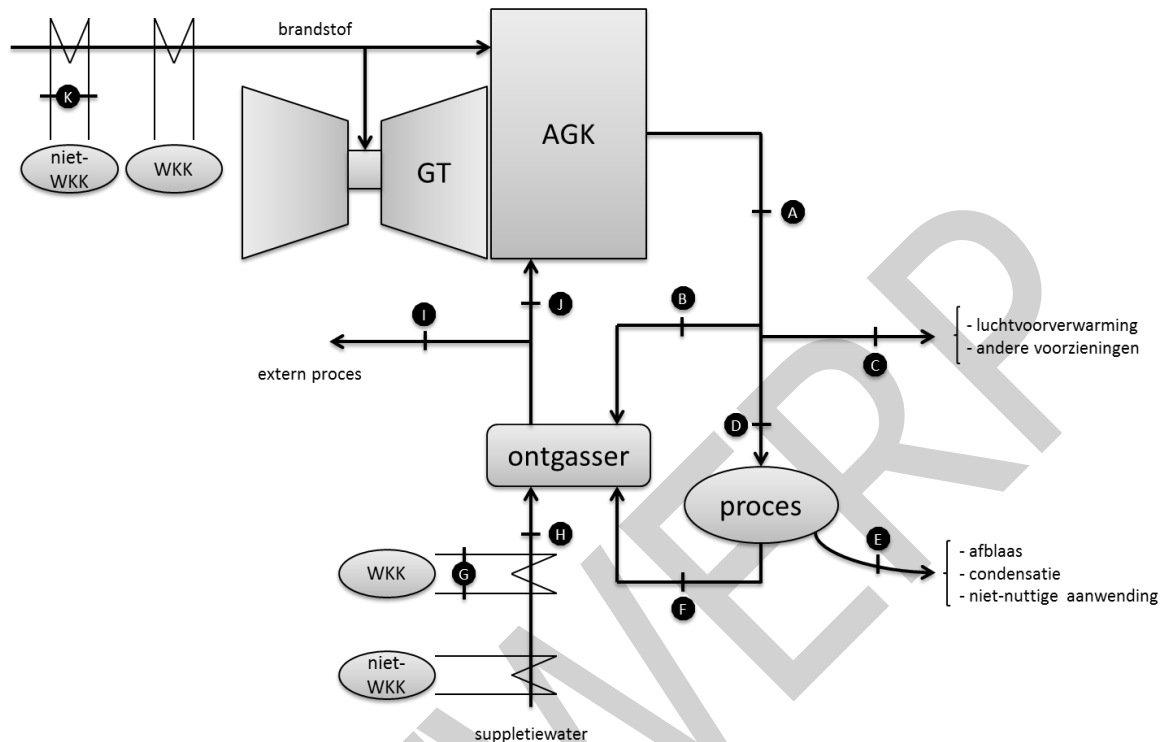 brandstof
K
niet-
WKK
WKK
GT
AGK
A
B
J
I
extern proces
C
- luchtvoorverwarming
- andere voorzieningen
D
ontgasser
proces
H
E
- afblaas
- condensatie
- niet-nuttige aanwending
WKK
G
F
niet-
WKK
suppletiewater
TWERP